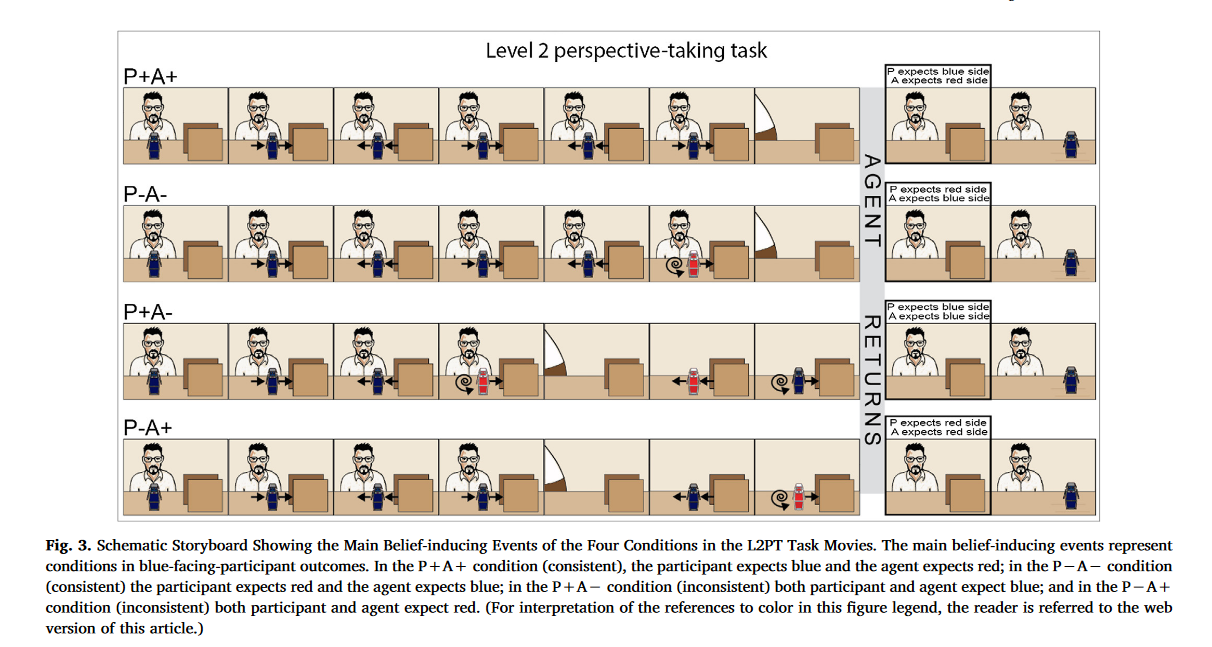 Level 2 perspective-taking task
P+A+
P expects blue side
A expects red side
P-A-
P expects red side
A expects blue side
P+A-
P expects blue side
A expects blue side
P-A+
P expects red side
A expects red side
AGENT RETURNS
Fig. 3. Schematic Storyboard Showing the Main Belief-inducing Events of the Four Conditions in the L2PT Task Movies. The main belief-inducing events represent
conditions in blue-facing-participant outcomes. In the P+A+ condition (consistent), the participant expects blue and the agent expects red; in the P−A− condition
(consistent) the participant expects red and the agent expects blue; in the P+A− condition (inconsistent) both participant and agent expect blue; and in the P−A+
condition (inconsistent) both participant and agent expect red. (For interpretation of the references to color in this figure legend, the reader is referred to the web
version of this article.)